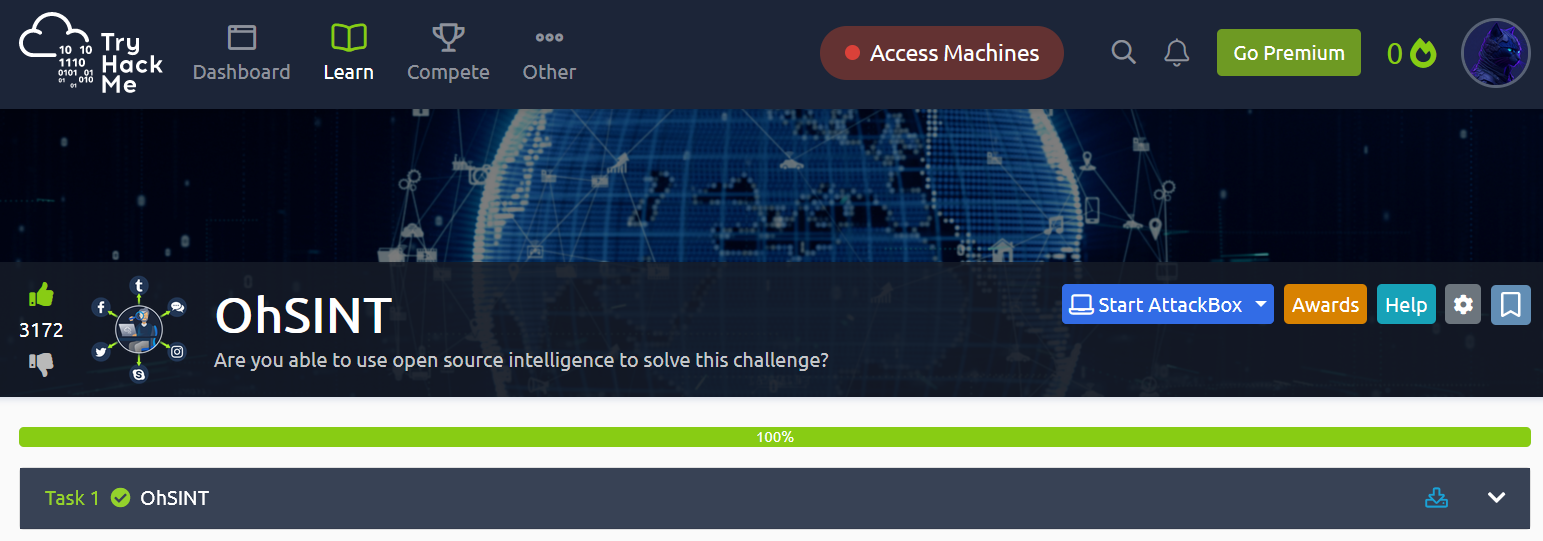 Try
Hack
Me
10 10
1110
0101 01
01 010
01
Dashboard
Learn
Compete
Other
Access Machines
Go Premium
0
3172
OhSINT
Are you able to use open source intelligence to solve this challenge?
Start AttackBox
Awards
Help
100%
Task 1 OhSINT